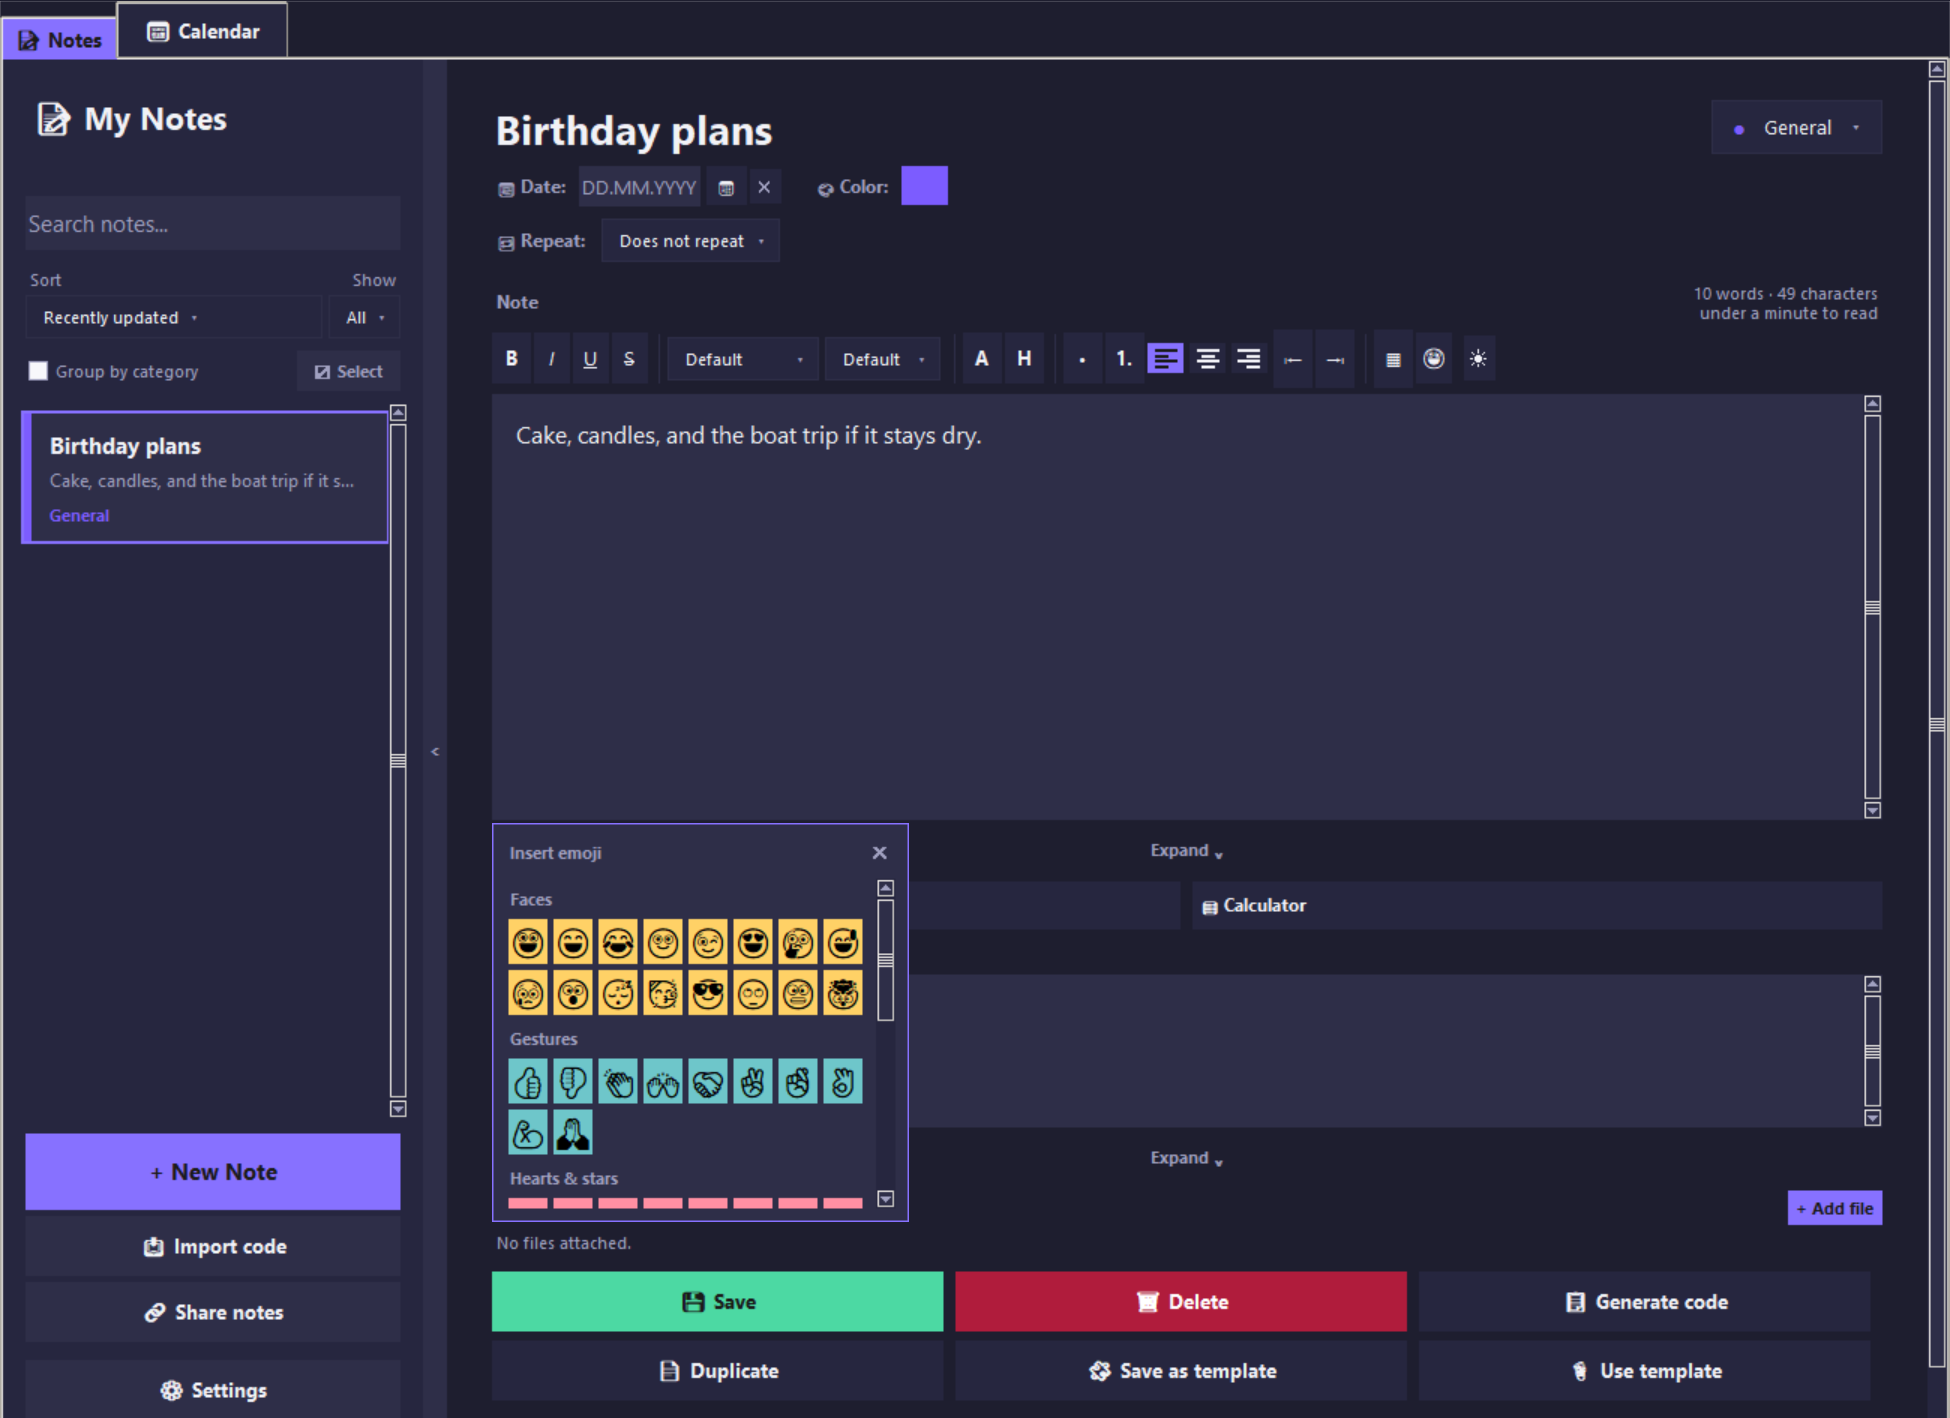 Notes
Calendar
My Notes
Search notes...
Sort
Show
Recently updated
All
Group by category
Select
Birthday plans
Cake, candles, and the boat trip if it s...
General
+ New Note
Import code
Share notes
Settings
<
Birthday plans
General
Date: DD.MM.YYYY
Color:
Repeat: Does not repeat
Note
10 words · 49 characters
under a minute to read
B I U S Default Default A H • 1.
Cake, candles, and the boat trip if it stays dry.
Expand
Insert emoji
Faces
Gestures
Hearts & stars
Calculator
Expand
+ Add file
No files attached.
Save
Delete
Generate code
Duplicate
Save as template
Use template